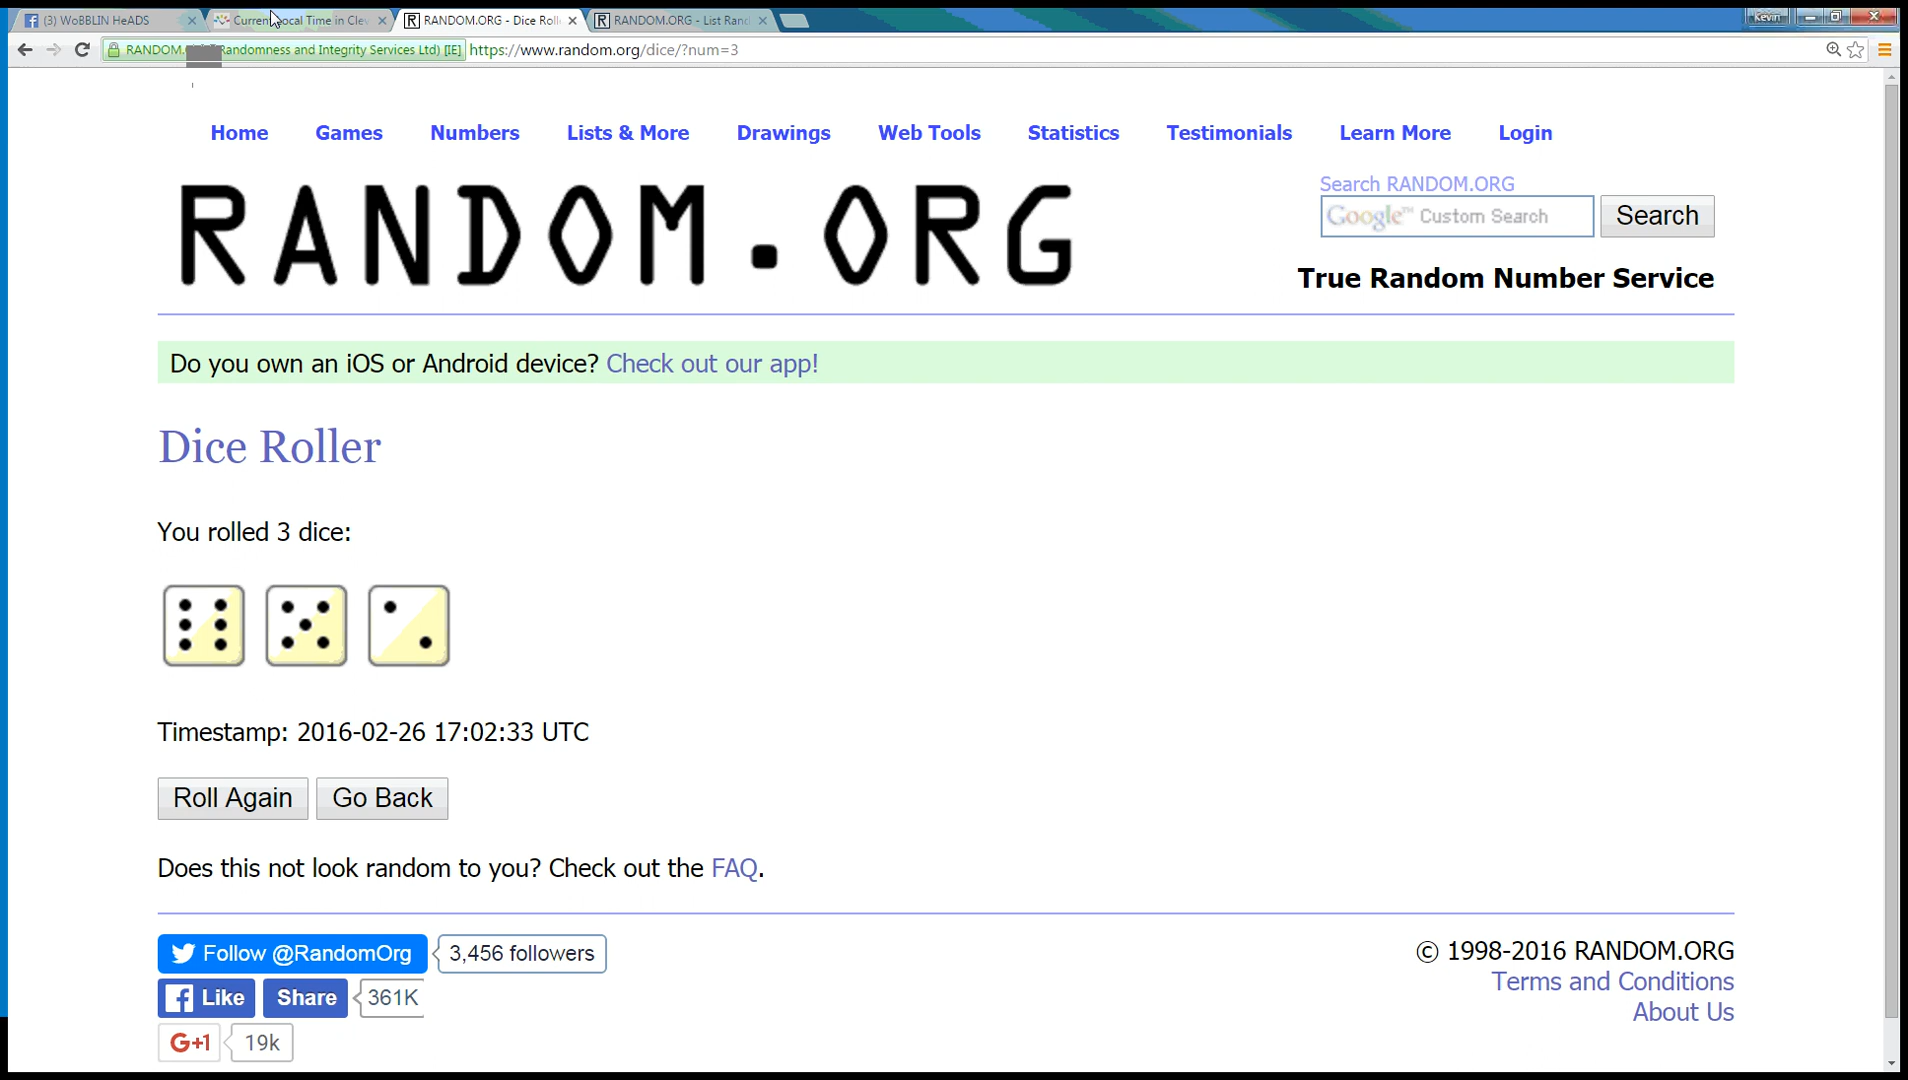 (3) WoBBLIN HeADS
Current Local Time in Clev
RANDOM.ORG - Dice Roll
RANDOM.ORG - List Rand
Kevin
Randomness and Integrity Services Ltd) [IE]
https://www.random.org/dice/?num=3
Home Games Numbers Lists & More Drawings Web Tools Statistics Testimonials Learn More Login
RANDOM.ORG
Search RANDOM.ORG
Google™ Custom Search
Search
True Random Number Service
Do you own an iOS or Android device? Check out our app!
Dice Roller
You rolled 3 dice:
Timestamp: 2016-02-26 17:02:33 UTC
Roll Again Go Back
Does this not look random to you? Check out the FAQ.
Follow @RandomOrg 3,456 followers
Like Share 361K
G+1 19k
© 1998-2016 RANDOM.ORG
Terms and Conditions
About Us